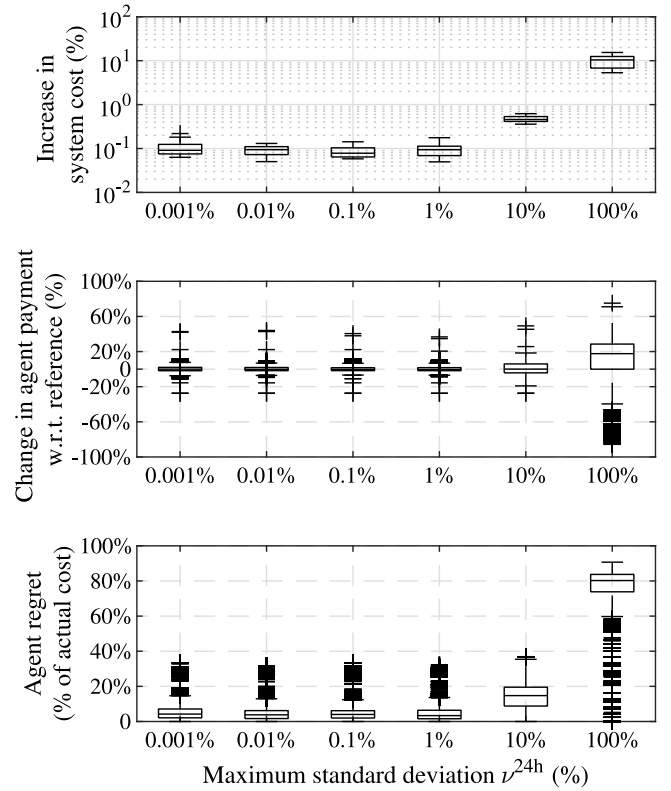 Increase in
system cost (%)
10^2
10^1
10^0
10^-1
10^-2
0.001% 0.01% 0.1% 1% 10% 100%
Change in agent payment
w.r.t. reference (%)
100%
60%
20%
0
-20%
-60%
-100%
0.001% 0.01% 0.1% 1% 10% 100%
Agent regret
(% of actual cost)
100%
80%
60%
40%
20%
0
0.001% 0.01% 0.1% 1% 10% 100%
Maximum standard deviation ν^24h (%)